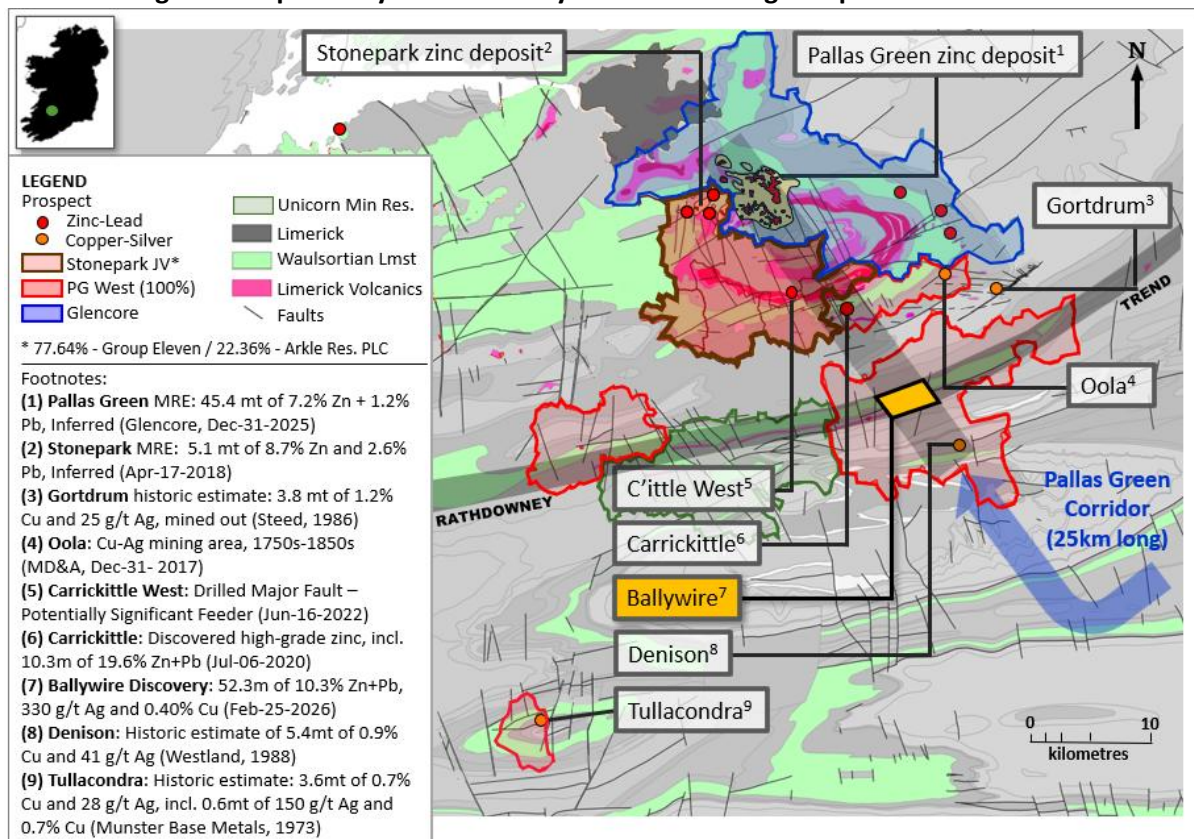 Stonepark zinc deposit2
Pallas Green zinc deposit1
N
Gortdrum3
TREND
Oola4
LEGEND
Prospect
Zinc-Lead
Copper-Silver
Stonepark JV*
PG West (100%)
Glencore
Unicorn Min Res.
Limerick
Waulsortian Lmst
Limerick Volcanics
Faults
* 77.64% - Group Eleven / 22.36% - Arkle Res. PLC
Footnotes:
(1) Pallas Green MRE: 45.4 mt of 7.2% Zn + 1.2%
Pb, Inferred (Glencore, Dec-31-2025)
(2) Stonepark MRE: 5.1 mt of 8.7% Zn and 2.6%
Pb, Inferred (Apr-17-2018)
(3) Gortdrum historic estimate: 3.8 mt of 1.2%
Cu and 25 g/t Ag, mined out (Steed, 1986)
(4) Oola: Cu-Ag mining area, 1750s-1850s
(MD&A, Dec-31- 2017)
(5) Carrickittle West: Drilled Major Fault –
Potentially Significant Feeder (Jun-16-2022)
(6) Carrickittle: Discovered high-grade zinc, incl.
10.3m of 19.6% Zn+Pb (Jul-06-2020)
(7) Ballywire Discovery: 52.3m of 10.3% Zn+Pb,
330 g/t Ag and 0.40% Cu (Feb-25-2026)
(8) Denison: Historic estimate of 5.4mt of 0.9%
Cu and 41 g/t Ag (Westland, 1988)
(9) Tullacondra: Historic estimate: 3.6mt of 0.7%
Cu and 28 g/t Ag, incl. 0.6mt of 150 g/t Ag and
0.7% Cu (Munster Base Metals, 1973)
RATHDOWNEY
C'ittle West5
Carrickittle6
Ballywire7
Denison8
Tullacondra9
Pallas Green
Corridor
(25km long)
0 10
kilometres